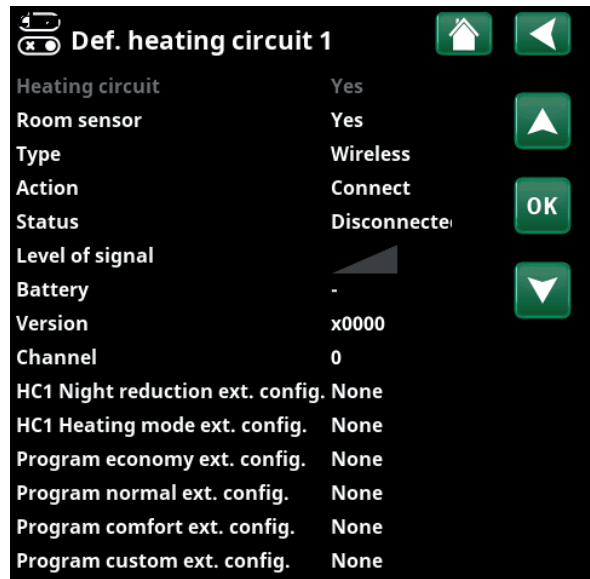 Def. heating circuit 1
Heating circuit Yes
Room sensor Yes
Type Wireless
Action Connect
OK
Status Disconnecte
Level of signal
Battery -
Version x0000
Channel 0
HC1 Night reduction ext. config. None
HC1 Heating mode ext. config. None
Program economy ext. config. None
Program normal ext. config. None
Program comfort ext. config. None
Program custom ext. config. None